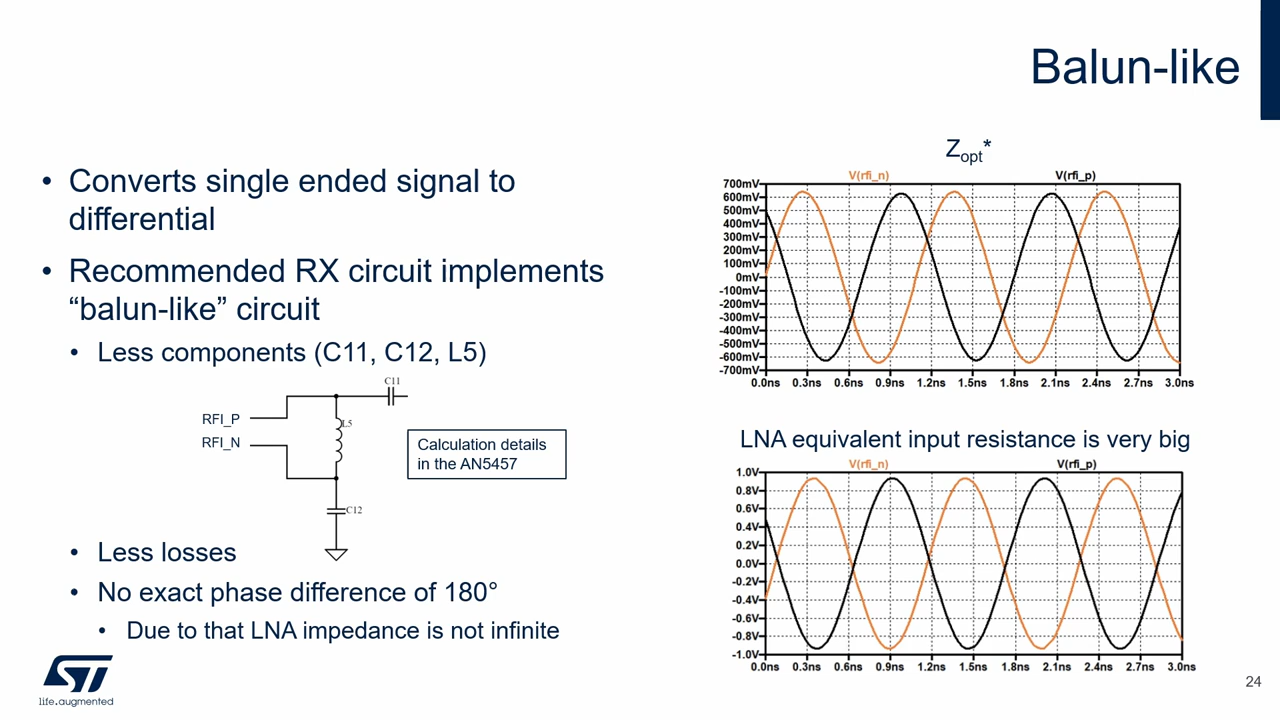 Balun-like
• Converts single ended signal to
differential
• Recommended RX circuit implements
“balun-like” circuit
• Less components (C11, C12, L5)
C11
RFI_P
L5
RFI_N
Calculation details
in the AN5457
C12
• Less losses
• No exact phase difference of 180°
• Due to that LNA impedance is not infinite
Zopt*
V(rfi_n) V(rfi_p)
700mV
600mV
500mV
400mV
300mV
200mV
100mV
0mV
-100mV
-200mV
-300mV
-400mV
-500mV
-600mV
-700mV
0.0ns 0.3ns 0.6ns 0.9ns 1.2ns 1.5ns 1.8ns 2.1ns 2.4ns 2.7ns 3.0ns
LNA equivalent input resistance is very big
V(rfi_n) V(rfi_p)
1.0V
0.8V
0.6V
0.4V
0.2V
0.0V
-0.2V
-0.4V
-0.6V
-0.8V
-1.0V
0.0ns 0.3ns 0.6ns 0.9ns 1.2ns 1.5ns 1.8ns 2.1ns 2.4ns 2.7ns 3.0ns
ST
life.augmented
24